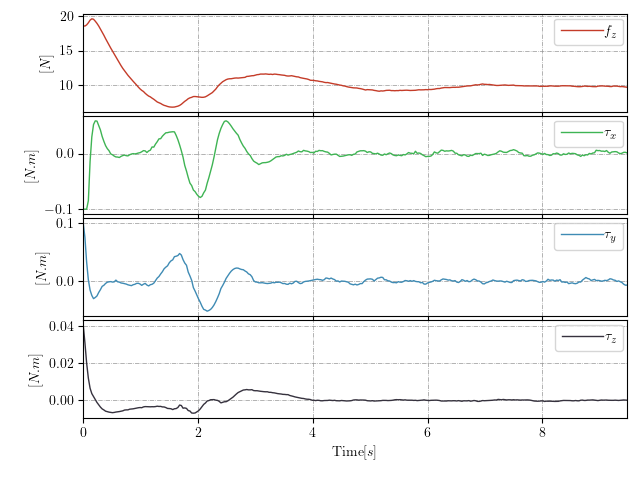 20
15
10
[N]
f_z
0.0
−0.1
[N.m]
τ_x
0.1
0.0
[N.m]
τ_y
0.04
0.02
0.00
[N.m]
τ_z
0 2 4 6 8
Time[s]